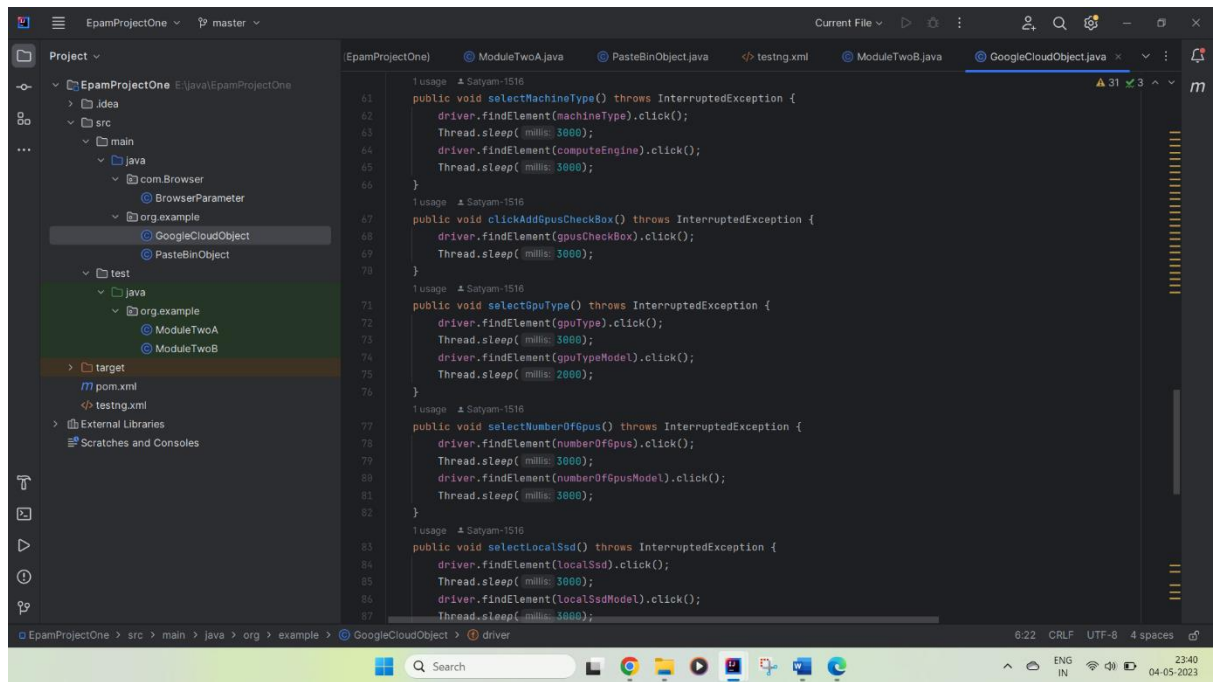 EpamProjectOne master Current File
Project
EpamProjectOne E:\java\EpamProjectOne
.idea
src
main
java
com.Browser
BrowserParameter
org.example
GoogleCloudObject
PasteBinObject
test
java
org.example
ModuleTwoA
ModuleTwoB
target
pom.xml
testng.xml
External Libraries
Scratches and Consoles
(EpamProjectOne) ModuleTwoA.java PasteBinObject.java testng.xml ModuleTwoB.java GoogleCloudObject.java
31 3
m
1 usage Satyam-1516
61 public void selectMachineType() throws InterruptedException {
62 driver.findElement(machineType).click();
63 Thread.sleep( millis: 3000);
64 driver.findElement(computeEngine).click();
65 Thread.sleep( millis: 3000);
66 }
1 usage Satyam-1516
67 public void clickAddGpusCheckBox() throws InterruptedException {
68 driver.findElement(gpusCheckBox).click();
69 Thread.sleep( millis: 3000);
70 }
1 usage Satyam-1516
71 public void selectGpuType() throws InterruptedException {
72 driver.findElement(gpuType).click();
73 Thread.sleep( millis: 3000);
74 driver.findElement(gpuTypeModel).click();
75 Thread.sleep( millis: 2000);
76 }
1 usage Satyam-1516
77 public void selectNumberOfGpus() throws InterruptedException {
78 driver.findElement(numberOfGpus).click();
79 Thread.sleep( millis: 3000);
80 driver.findElement(numberOfGpusModel).click();
81 Thread.sleep( millis: 3000);
82 }
1 usage Satyam-1516
83 public void selectLocalSsd() throws InterruptedException {
84 driver.findElement(localSsd).click();
85 Thread.sleep( millis: 3000);
86 driver.findElement(localSsdModel).click();
87 Thread.sleep( millis: 3000);
EpamProjectOne > src > main > java > org > example > GoogleCloudObject > driver 6:22 CRLF UTF-8 4 spaces
Search
ENG
IN
23:40
04-05-2023